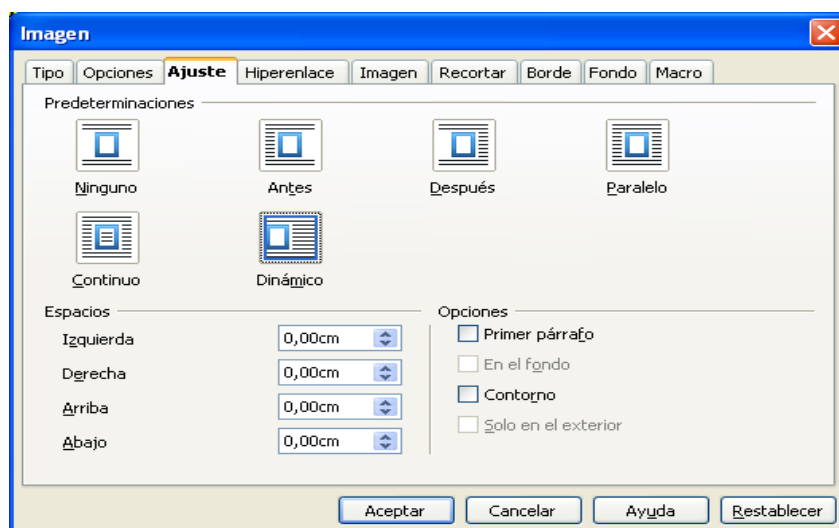 Imagen
Tipo Opciones Ajuste Hiperenlace Imagen Recortar Borde Fondo Macro
Predeterminaciones
Ninguno Antes Después Paralelo
Continuo Dinámico
Espacios Opciones
Izquierda 0,00cm Primer párrafo
Derecha 0,00cm En el fondo
Arriba 0,00cm Contorno
Abajo 0,00cm Solo en el exterior
Aceptar Cancelar Ayuda Restablecer